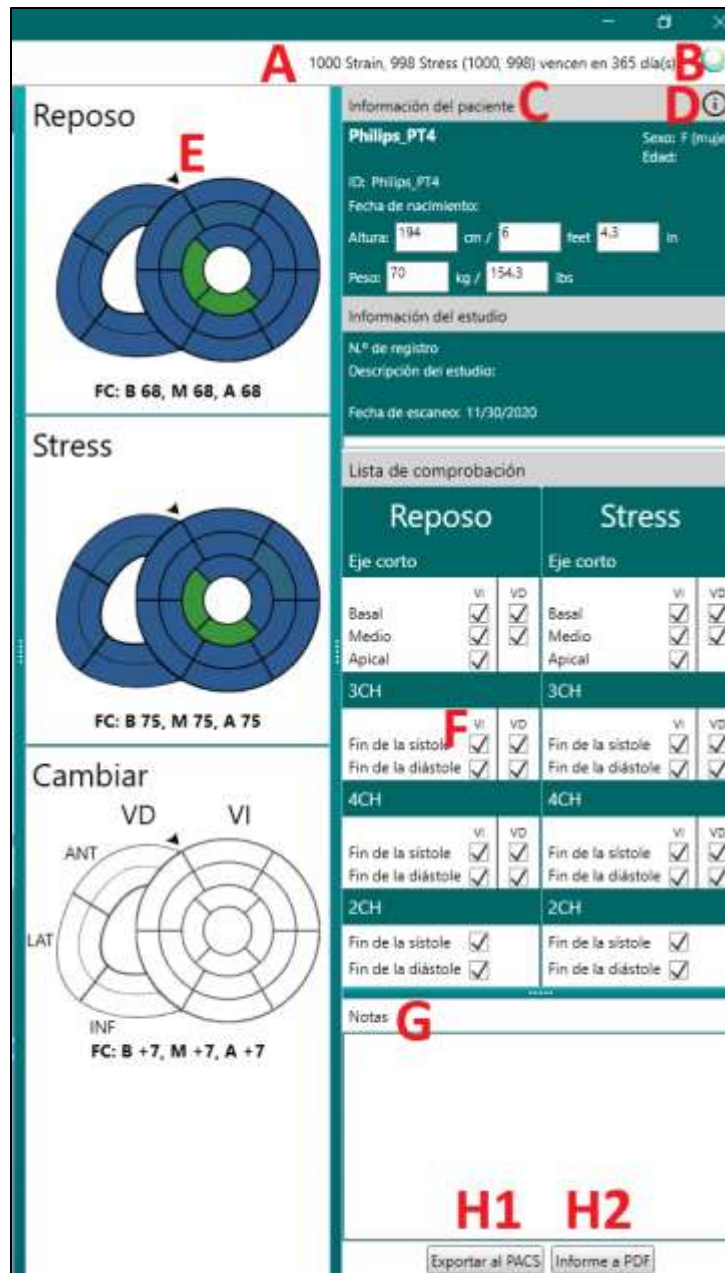 A 1000 Strain, 998 Stress (1000, 998) vencen en 365 día(s) B
Reposo
E
FC: B 68, M 68, A 68
Stress
FC: B 75, M 75, A 75
Cambiar
VD VI
ANT
LAT
INF
FC: B +7, M +7, A +7
Información del paciente C D
Philips_PT4 Sexo: F (muje
Edad:
ID: Philips_PT4
Fecha de nacimiento:
Altura: 194 cm / 6 feet 4.3 in
Peso: 70 kg / 154.3 lbs
Información del estudio
N.º de registro
Descripción del estudio:
Fecha de escaneo: 11/30/2020
Lista de comprobación
Reposo Stress
Eje corto Eje corto
VI VD VI VD
Basal Basal
Medio Medio
Apical Apical
3CH 3CH
F VI VD VI VD
Fin de la sístole Fin de la sístole
Fin de la diástole Fin de la diástole
4CH 4CH
VI VD VI VD
Fin de la sístole Fin de la sístole
Fin de la diástole Fin de la diástole
2CH 2CH
Fin de la sístole Fin de la sístole
Fin de la diástole Fin de la diástole
Notas G
H1 H2
Exportar al PACS Informe a PDF